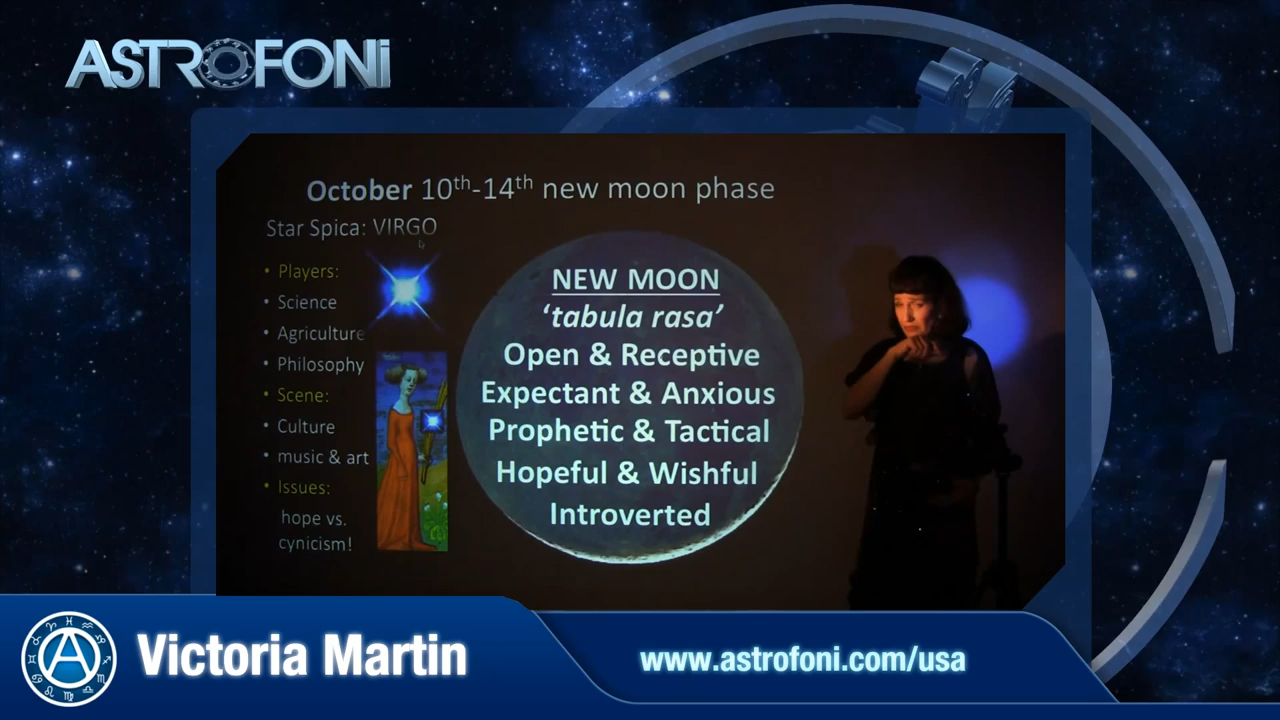 ASTROFONi
October 10th-14th new moon phase
Star Spica: VIRGO
• Players:
• Science
• Agriculture
• Philosophy
• Scene:
• Culture
• music & art
• Issues:
hope vs.
cynicism!
NEW MOON
‘tabula rasa’
Open & Receptive
Expectant & Anxious
Prophetic & Tactical
Hopeful & Wishful
Introverted
Victoria Martin
www.astrofoni.com/usa